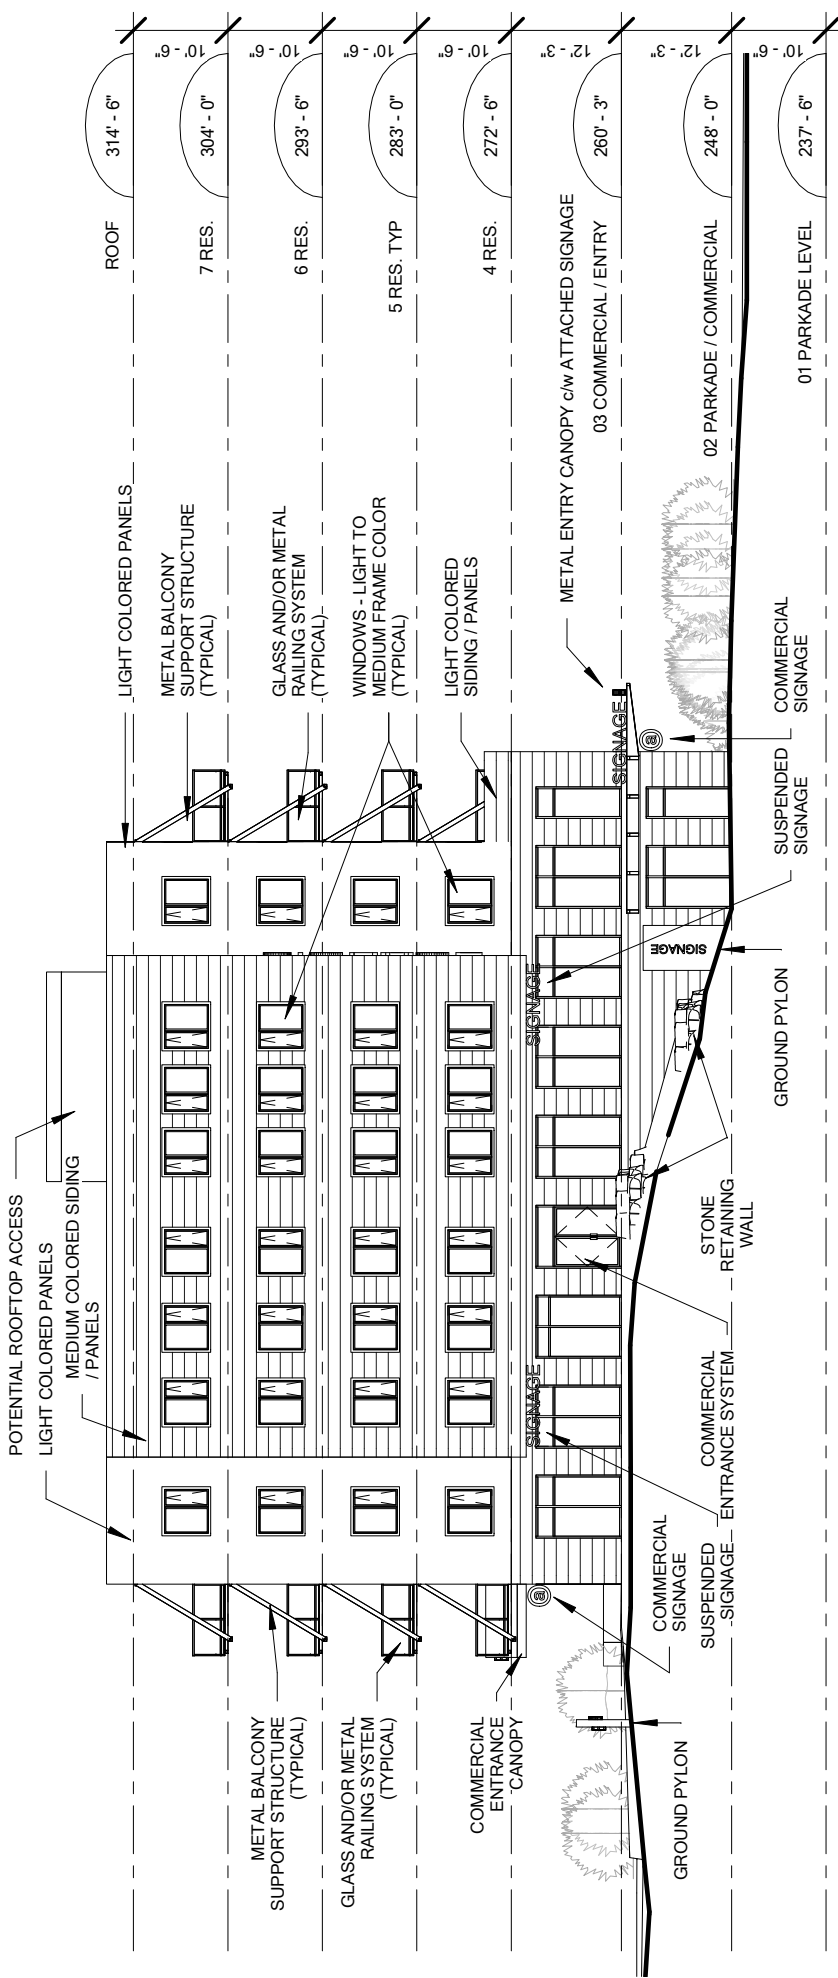 POTENTIAL ROOFTOP ACCESS
LIGHT COLORED PANELS
MEDIUM COLORED SIDING
/ PANELS
LIGHT COLORED PANELS
METAL BALCONY
SUPPORT STRUCTURE
(TYPICAL)
GLASS AND/OR METAL
RAILING SYSTEM
(TYPICAL)
WINDOWS - LIGHT TO
MEDIUM FRAME COLOR
(TYPICAL)
LIGHT COLORED
SIDING / PANELS
METAL ENTRY CANOPY c/w ATTACHED SIGNAGE
ROOF
314' - 6"
10' - 6"
7 RES.
304' - 0"
10' - 6"
6 RES.
293' - 6"
10' - 6"
5 RES. TYP
283' - 0"
10' - 6"
4 RES.
272' - 6"
12' - 3"
03 COMMERCIAL / ENTRY
260' - 3"
12' - 3"
02 PARKADE / COMMERCIAL
248' - 0"
10' - 6"
01 PARKADE LEVEL
237' - 6"
METAL BALCONY
SUPPORT STRUCTURE
(TYPICAL)
GLASS AND/OR METAL
RAILING SYSTEM
(TYPICAL)
COMMERCIAL
ENTRANCE
CANOPY
SIGNAGE
SIGNAGE
SIGNAGE
SIGNAGE
a
a
GROUND PYLON
COMMERCIAL
SIGNAGE
SUSPENDED
SIGNAGE
COMMERCIAL
ENTRANCE SYSTEM
STONE
RETAINING
WALL
GROUND PYLON
SUSPENDED
SIGNAGE
COMMERCIAL
SIGNAGE